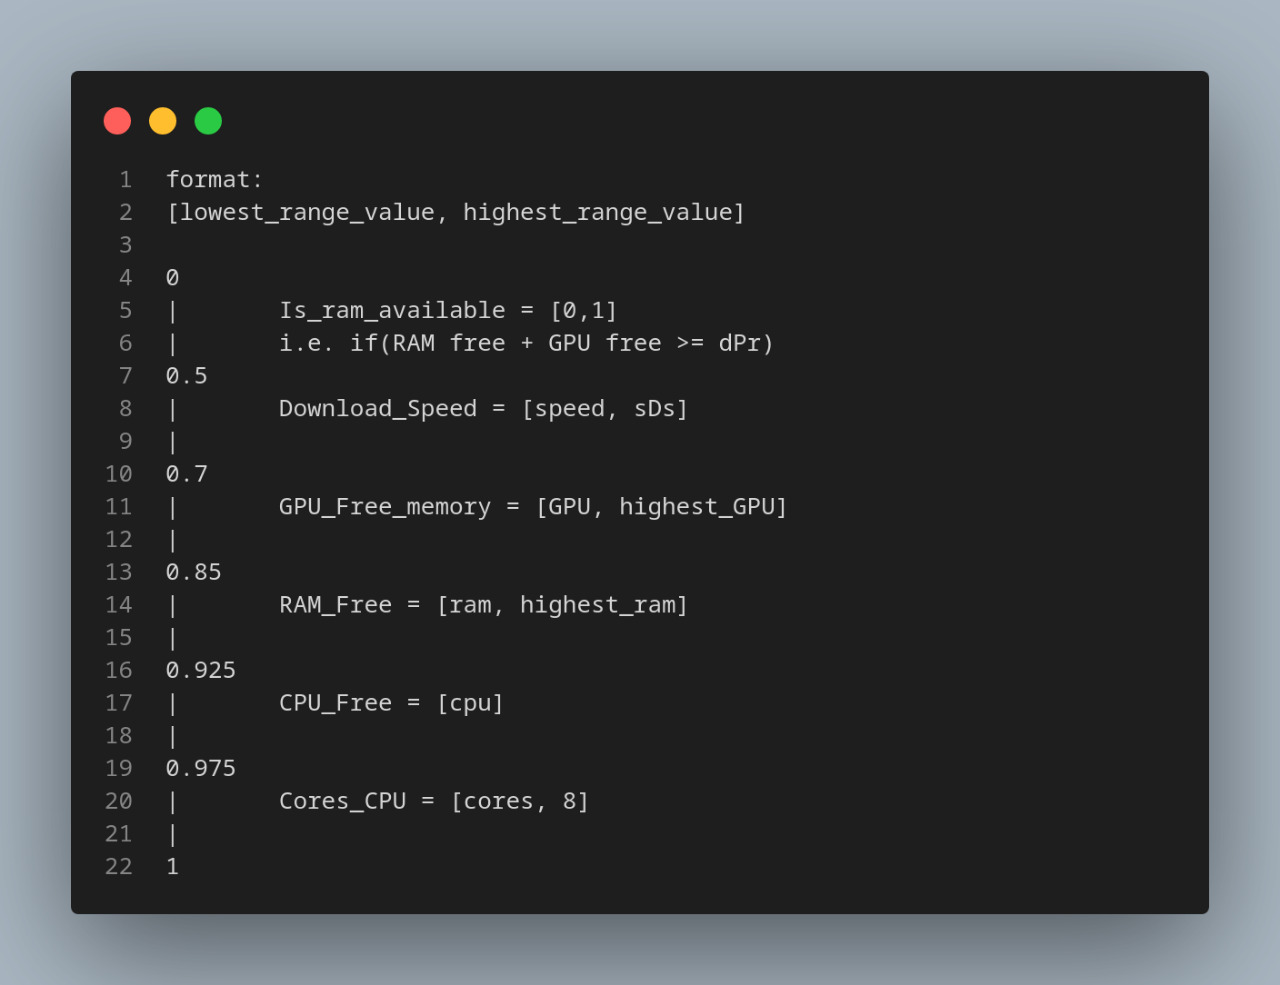 1 format:
2 [lowest_range_value, highest_range_value]
3
4 0
5 |       Is_ram_available = [0,1]
6 |       i.e. if(RAM free + GPU free >= dPr)
7 0.5
8 |       Download_Speed = [speed, sDs]
9 |
10 0.7
11 |       GPU_Free_memory = [GPU, highest_GPU]
12 |
13 0.85
14 |       RAM_Free = [ram, highest_ram]
15 |
16 0.925
17 |       CPU_Free = [cpu]
18 |
19 0.975
20 |       Cores_CPU = [cores, 8]
21 |
22 1